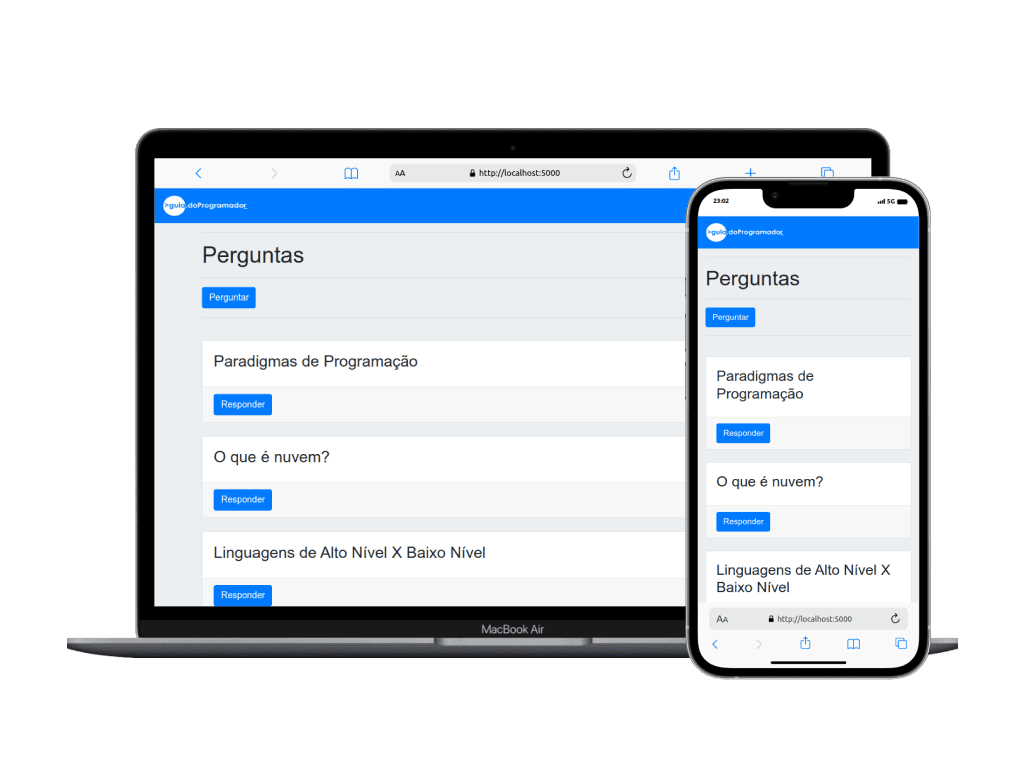 AA
http://localhost:5000
>guia.doProgramador_
Perguntas
Perguntar
Paradigmas de Programação
Responder
O que é nuvem?
Responder
Linguagens de Alto Nível X Baixo Nível
Responder
MacBook Air
23:02
5G
>guia.doProgramador_
Perguntas
Perguntar
Paradigmas de
Programação
Responder
O que é nuvem?
Responder
Linguagens de Alto Nível X
Baixo Nível
AA
http://localhost:5000